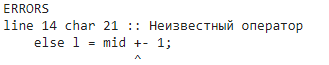 ERRORS
line 14 char 21 :: Неизвестный оператор
    else l = mid +- 1;
                 ^